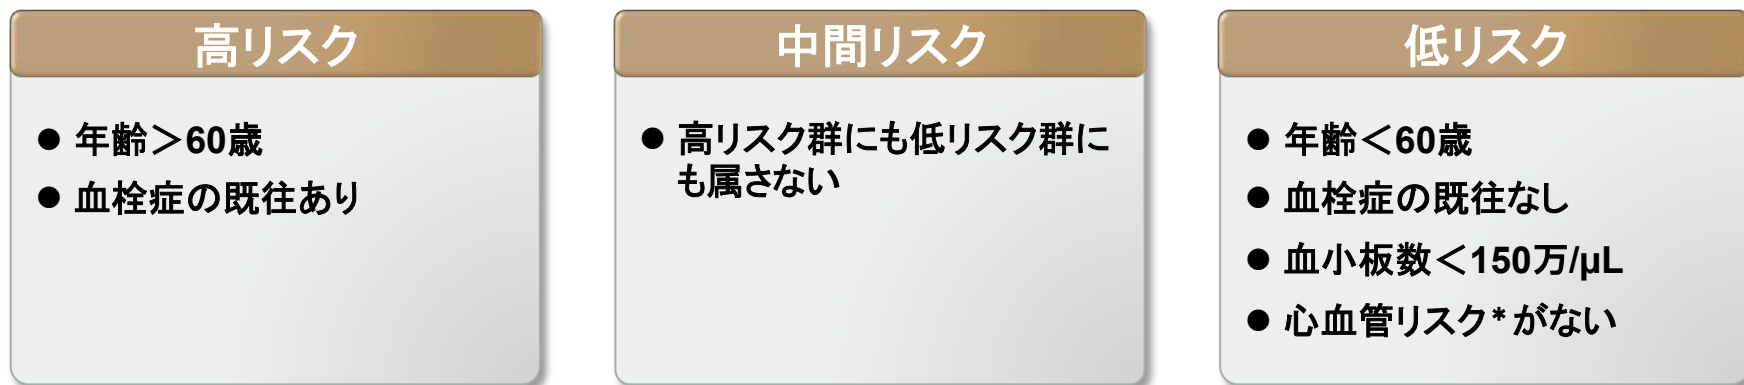 高リスク
● 年齢＞60歳
● 血栓症の既往あり
中間リスク
● 高リスク群にも低リスク群に
も属さない
低リスク
● 年齢＜60歳
● 血栓症の既往なし
● 血小板数＜150万/μL
● 心血管リスク*がない